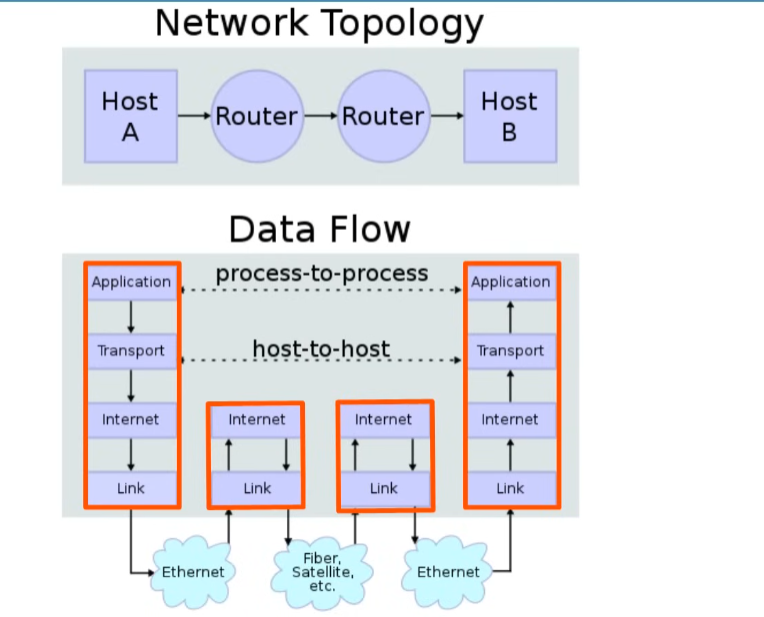 Network Topology
Host
A
Router
Router
Host
B
Data Flow
Application
process-to-process
Application
Transport
host-to-host
Transport
Internet
Internet
Internet
Internet
Link
Link
Link
Link
Ethernet
Fiber,
Satellite,
etc.
Ethernet